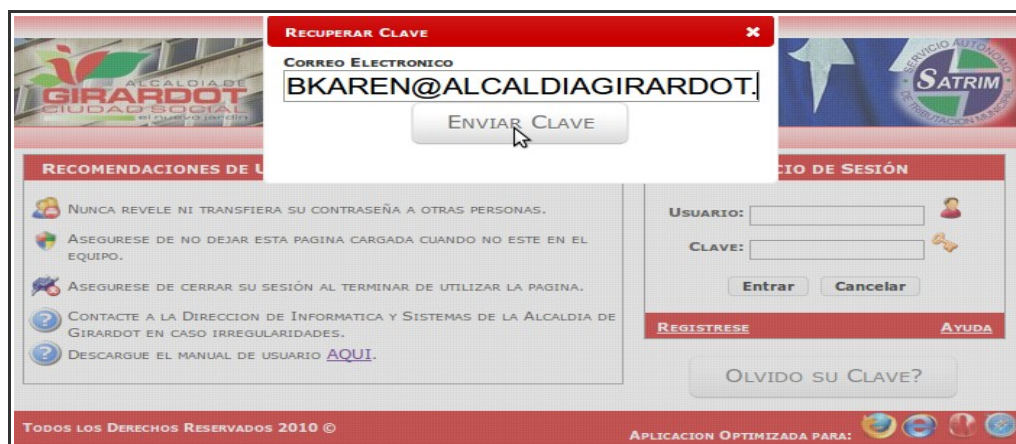 RECUPERAR CLAVE
CORREO ELECTRONICO
BKAREN@ALCALDIAGIRARDOT.
ENVIAR CLAVE
ALCALDIA DE
GIRARDOT
CIUDAD SOCIAL
el nuevo jardín
SERVICIO AUTÓNOMO
SATRIM
DE TRIBUTACION MUNICIPAL
RECOMENDACIONES DE U
NUNCA REVELE NI TRANSFIERA SU CONTRASEÑA A OTRAS PERSONAS.
ASEGURESE DE NO DEJAR ESTA PAGINA CARGADA CUANDO NO ESTE EN EL
EQUIPO.
ASEGURESE DE CERRAR SU SESIÓN AL TERMINAR DE UTILIZAR LA PAGINA.
CONTACTE A LA DIRECCION DE INFORMATICA Y SISTEMAS DE LA ALCALDIA DE
GIRARDOT EN CASO IRREGULARIDADES.
DESCARGUE EL MANUAL DE USUARIO AQUI.
CIO DE SESIÓN
USUARIO:
CLAVE:
Entrar Cancelar
REGISTRESE AYUDA
OLVIDO SU CLAVE?
TODOS LOS DERECHOS RESERVADOS 2010 ©
APLICACION OPTIMIZADA PARA: